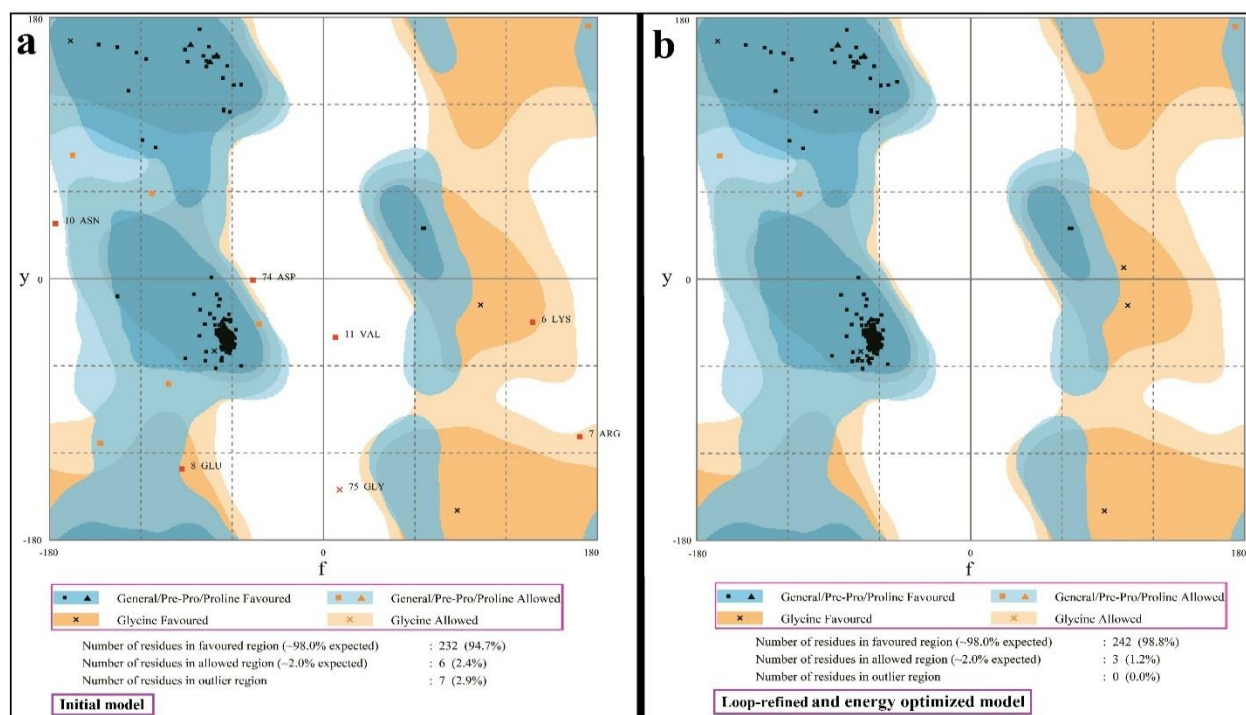 a
180
10 ASN
74 ASP
y
0
11 VAL
6 LYS
7 ARG
8 GLU
75 GLY
-180
-180
0
180
f
General/Pre-Pro/Proline Favoured
General/Pre-Pro/Proline Allowed
Glycine Favoured
Glycine Allowed
Number of residues in favoured region (~98.0% expected) : 232 (94.7%)
Number of residues in allowed region (~2.0% expected) : 6 (2.4%)
Number of residues in outlier region : 7 (2.9%)
Initial model
b
180
y
0
-180
-180
0
180
f
General/Pre-Pro/Proline Favoured
General/Pre-Pro/Proline Allowed
Glycine Favoured
Glycine Allowed
Number of residues in favoured region (~98.0% expected) : 242 (98.8%)
Number of residues in allowed region (~2.0% expected) : 3 (1.2%)
Number of residues in outlier region : 0 (0.0%)
Loop-refined and energy optimized model